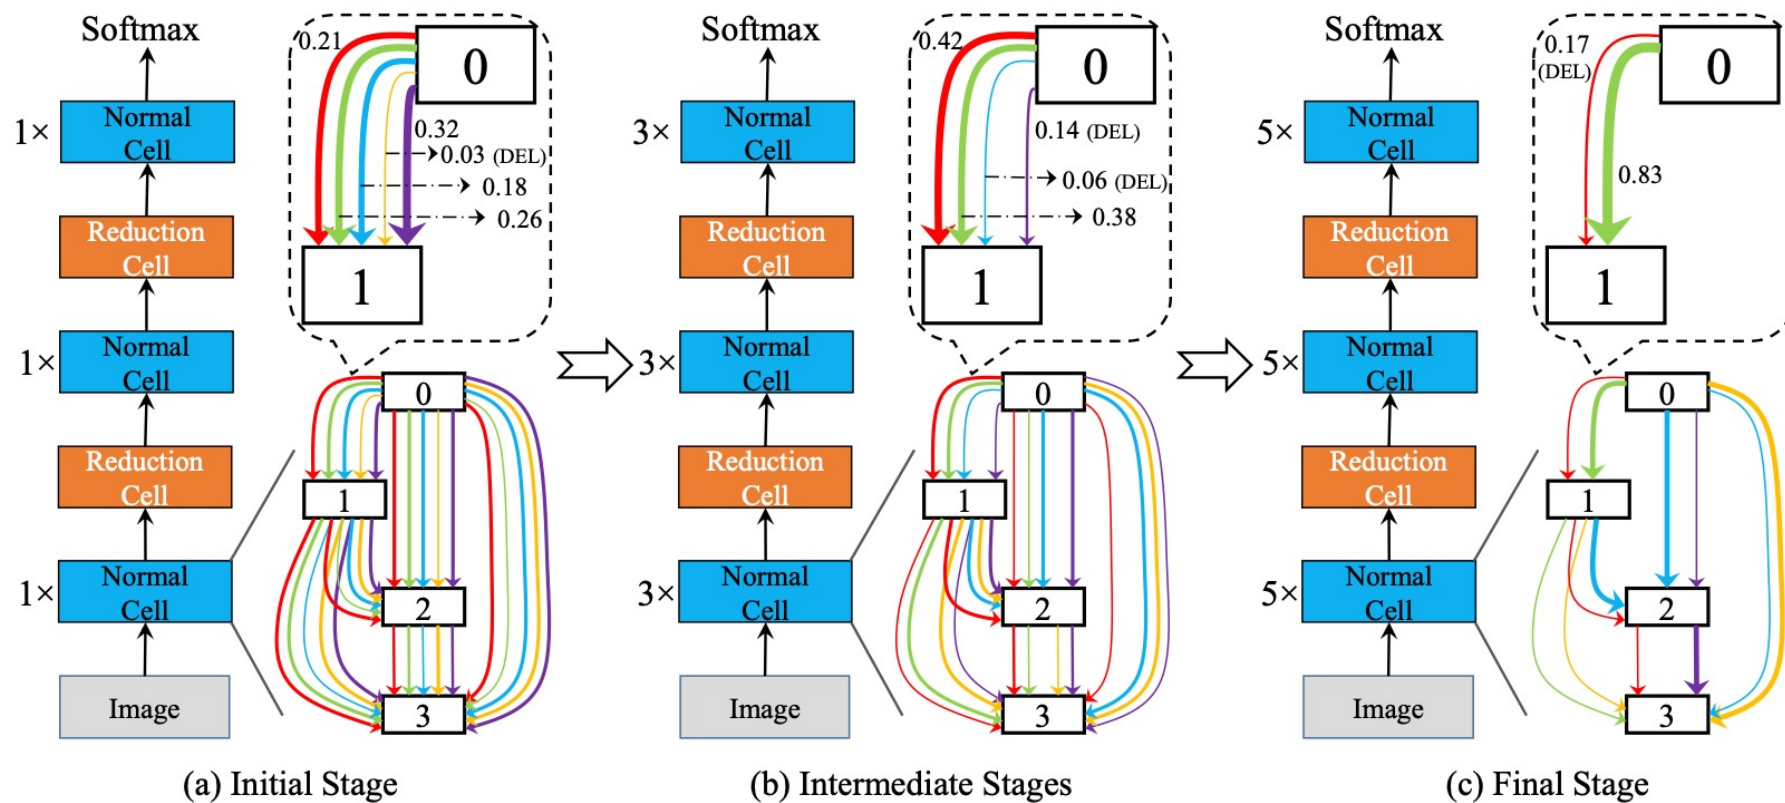 Softmax
1×
Normal
Cell
Reduction
Cell
1×
Normal
Cell
Reduction
Cell
1×
Normal
Cell
Image
0.21
0
0.32
0.03 (DEL)
0.18
0.26
1
0
1
2
3
(a) Initial Stage
Softmax
3×
Normal
Cell
Reduction
Cell
3×
Normal
Cell
Reduction
Cell
3×
Normal
Cell
Image
0.42
0
0.14 (DEL)
0.06 (DEL)
0.38
1
0
1
2
3
(b) Intermediate Stages
Softmax
5×
Normal
Cell
Reduction
Cell
5×
Normal
Cell
Reduction
Cell
5×
Normal
Cell
Image
0.17
(DEL)
0
0.83
1
0
1
2
3
(c) Final Stage